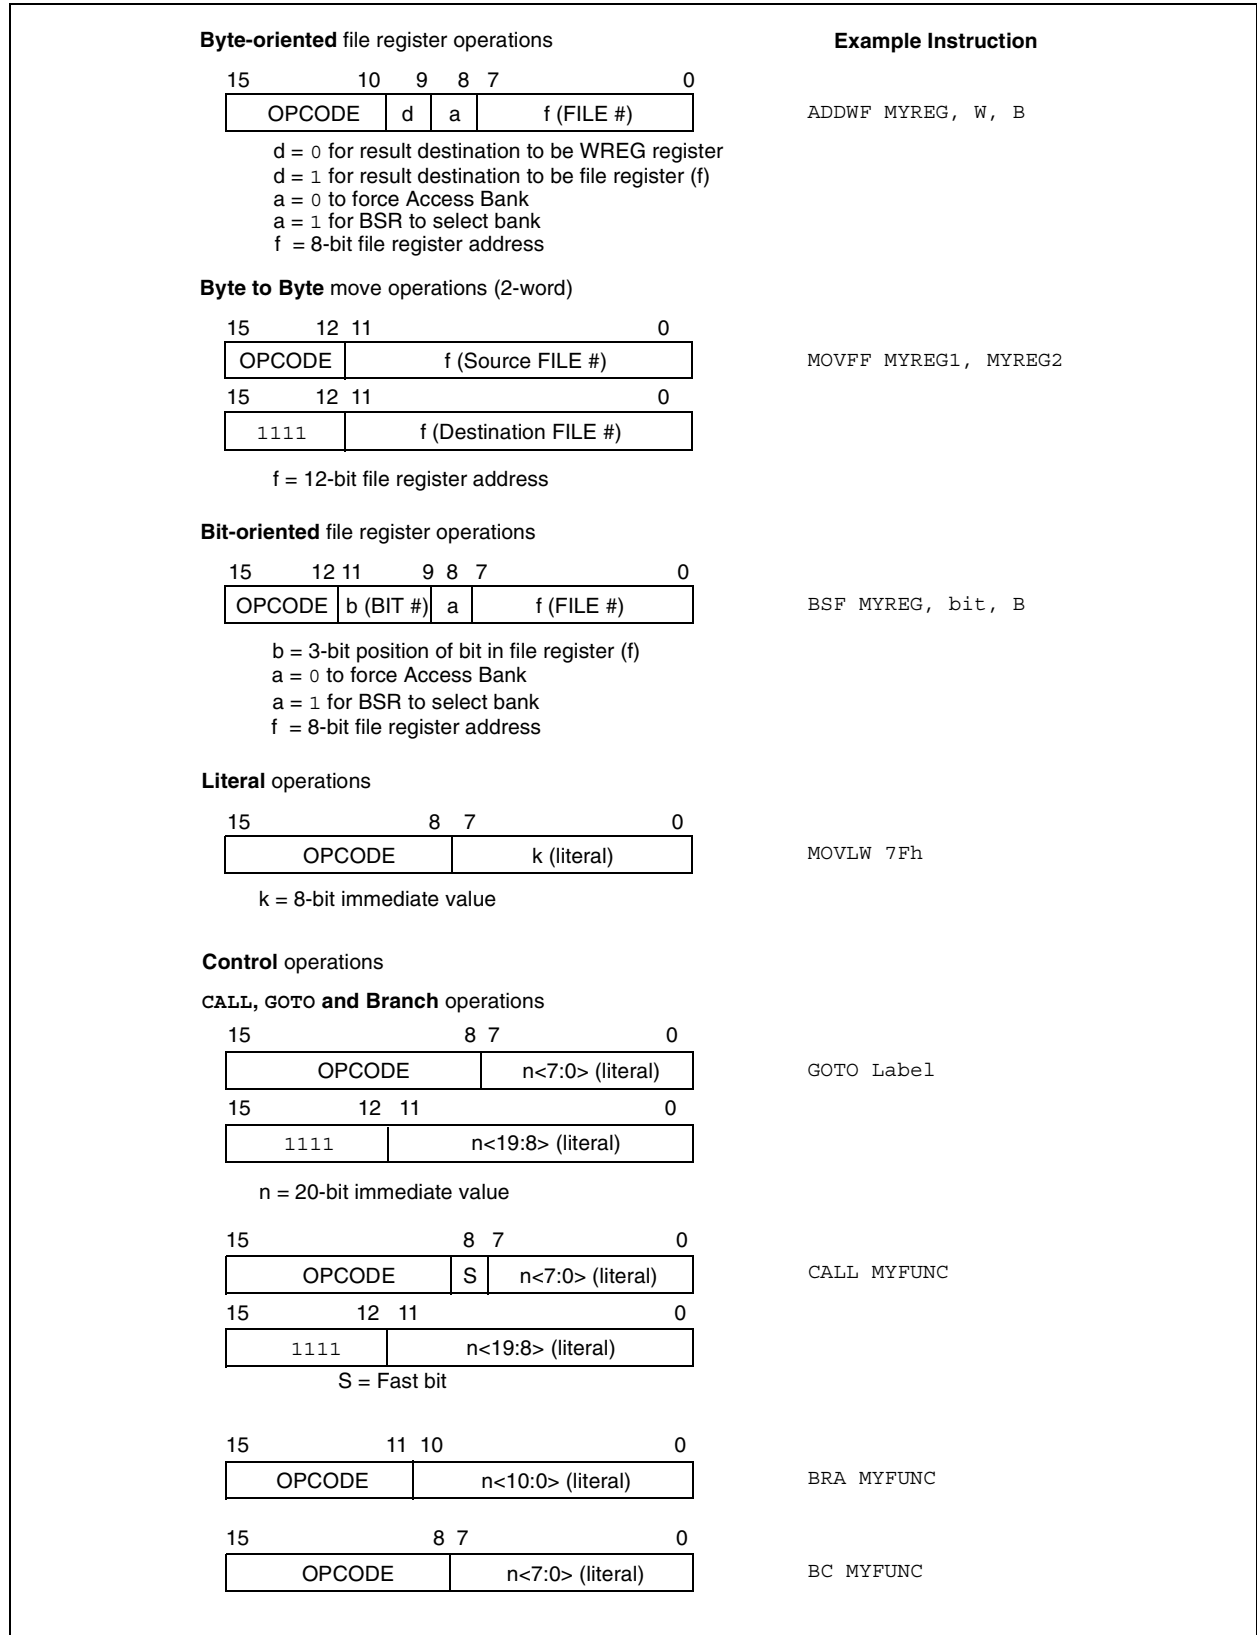 Byte-oriented file register operations Example Instruction
15 10 9 8 7 0
OPCODE d a f (FILE #) ADDWF MYREG, W, B
d = 0 for result destination to be WREG register
d = 1 for result destination to be file register (f)
a = 0 to force Access Bank
a = 1 for BSR to select bank
f = 8-bit file register address
Byte to Byte move operations (2-word)
15 12 11 0
OPCODE f (Source FILE #) MOVFF MYREG1, MYREG2
15 12 11 0
1111 f (Destination FILE #)
f = 12-bit file register address
Bit-oriented file register operations
15 12 11 9 8 7 0
OPCODE b (BIT #) a f (FILE #) BSF MYREG, bit, B
b = 3-bit position of bit in file register (f)
a = 0 to force Access Bank
a = 1 for BSR to select bank
f = 8-bit file register address
Literal operations
15 8 7 0
OPCODE k (literal) MOVLW 7Fh
k = 8-bit immediate value
Control operations
CALL, GOTO and Branch operations
15 8 7 0
OPCODE n<7:0> (literal) GOTO Label
15 12 11 0
1111 n<19:8> (literal)
n = 20-bit immediate value
15 8 7 0
OPCODE S n<7:0> (literal) CALL MYFUNC
15 12 11 0
1111 n<19:8> (literal)
S = Fast bit
15 11 10 0
OPCODE n<10:0> (literal) BRA MYFUNC
15 8 7 0
OPCODE n<7:0> (literal) BC MYFUNC